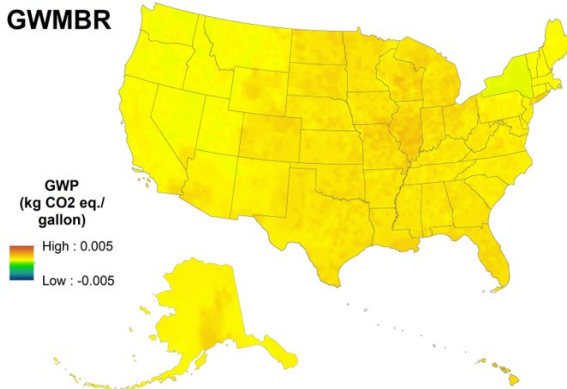 GWMBR
GWP
(kg CO2 eq./
gallon)
High : 0.005
Low : -0.005